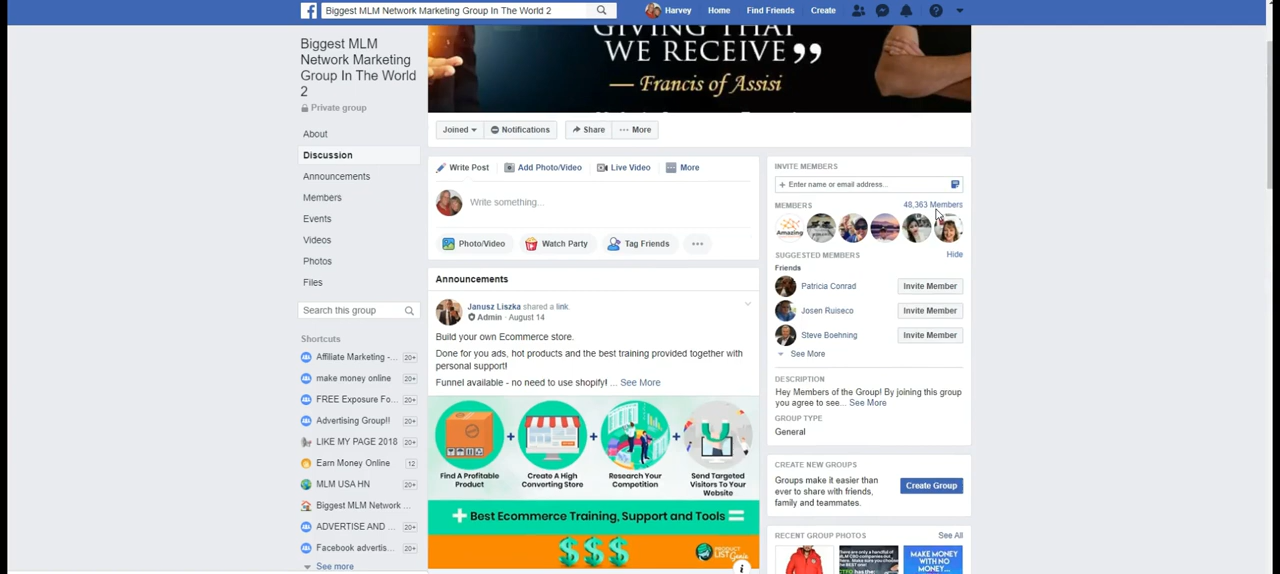 Biggest MLM Network Marketing Group In The World 2
Harvey
Home
Find Friends
Create
Biggest MLM
Network Marketing
Group In The World
2
Private group
About
Discussion
Announcements
Members
Events
Videos
Photos
Files
Search this group
Shortcuts
Affiliate Marketing -... 20+
make money online 20+
FREE Exposure Fo... 20+
Advertising Group!! 20+
LIKE MY PAGE 2018 20+
Earn Money Online 12
MLM USA HN 20+
Biggest MLM Network ... 20+
ADVERTISE AND ... 20+
Facebook advertis... 20+
See more
GIVING THAT
WE RECEIVE”
— Francis of Assisi
Joined
Notifications
Share
··· More
Write Post
Add Photo/Video
Live Video
More
Write something...
Photo/Video
Watch Party
Tag Friends
Announcements
Janusz Liszka shared a link.
Admin · August 14
Build your own Ecommerce store.
Done for you ads, hot products and the best training provided together with
personal support!
Funnel available - no need to use shopify! ... See More
Find A Profitable
Product
Create A High
Converting Store
Research Your
Competition
Send Targeted
Visitors To Your
Website
+ Best Ecommerce Training, Support and Tools =
$$$
PRODUCT
LIST Genie
INVITE MEMBERS
+ Enter name or email address...
MEMBERS
48,363 Members
Amazing
SUGGESTED MEMBERS
Hide
Friends
Patricia Conrad
Invite Member
Josen Ruiseco
Invite Member
Steve Boehning
Invite Member
See More
DESCRIPTION
Hey Members of the Group! By joining this group
you agree to see... See More
GROUP TYPE
General
CREATE NEW GROUPS
Groups make it easier than
ever to share with friends,
family and teammates.
Create Group
RECENT GROUP PHOTOS
See All
MAKE MONEY
WITH NO